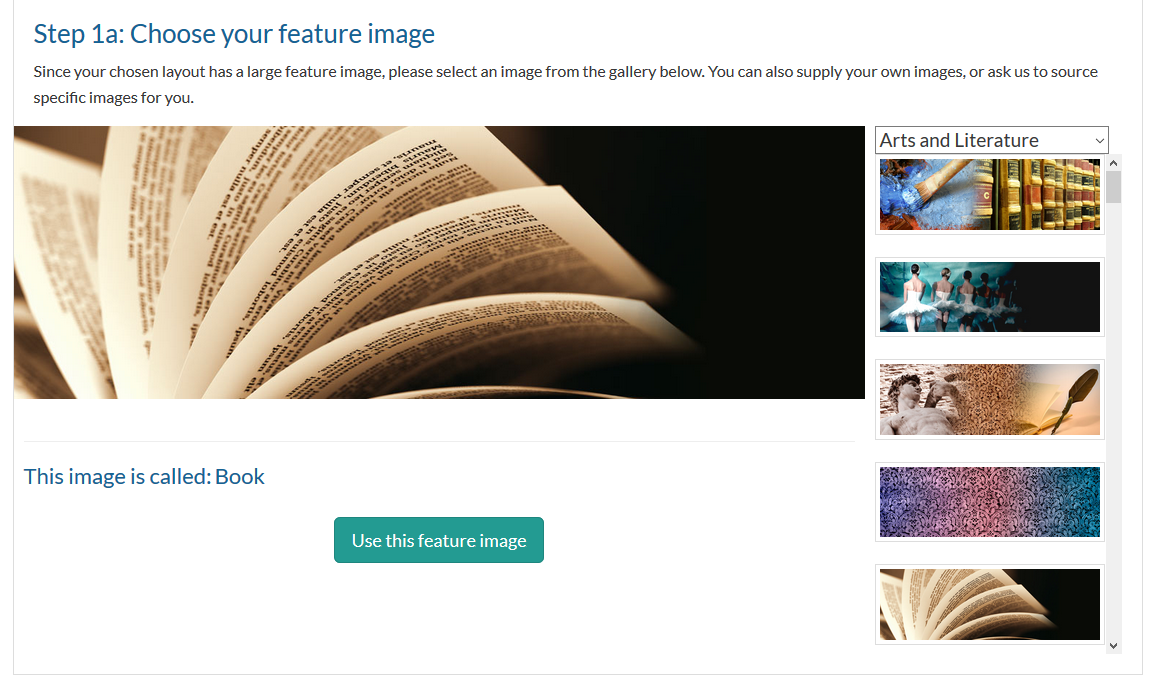 Step 1a: Choose your feature image
Since your chosen layout has a large feature image, please select an image from the gallery below. You can also supply your own images, or ask us to source
specific images for you.
Arts and Literature
This image is called: Book
Use this feature image